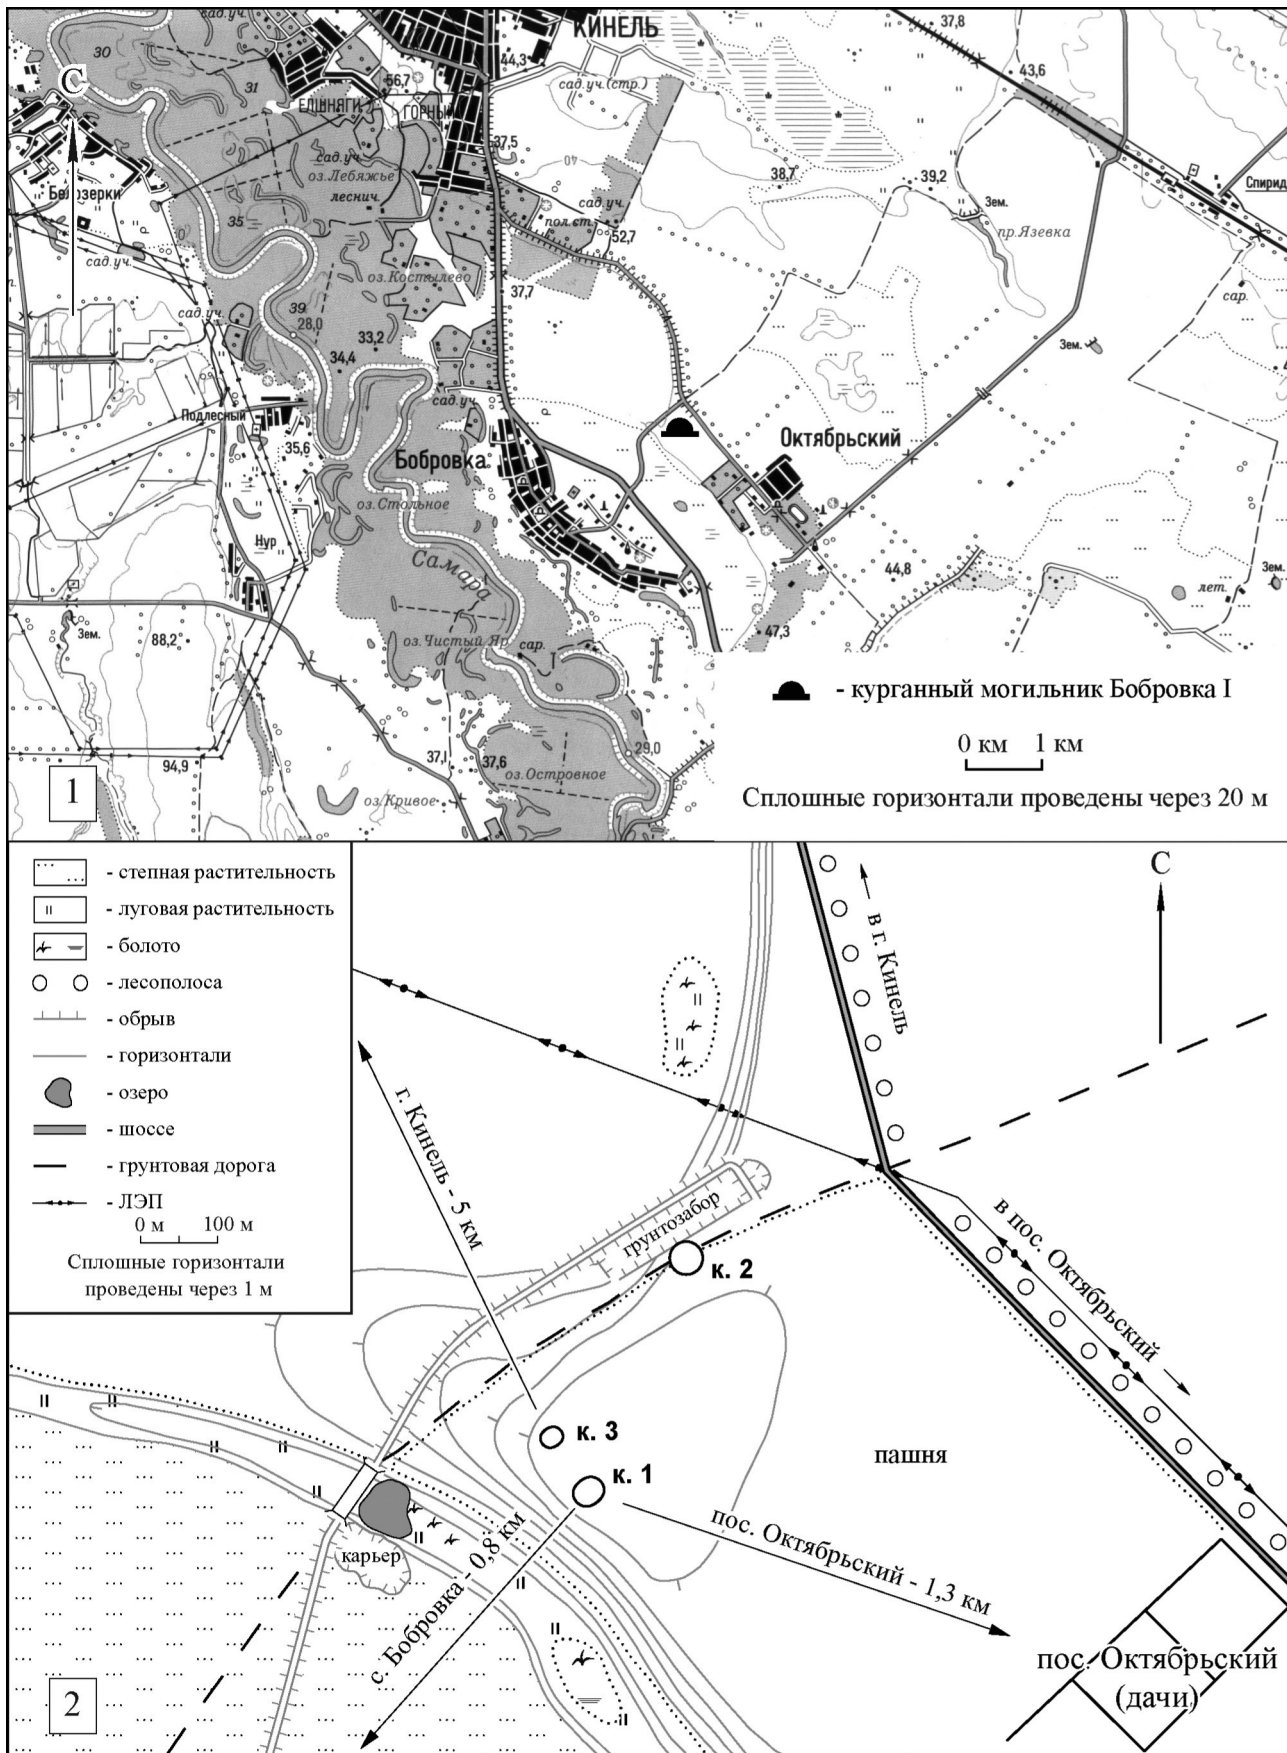 КИНЕЛЬ
37,8
43,6
44,3
30
С
31
сад.уч.
56,7
сад.уч.(стр.)
ГОРНЫЙ
37,5
40
38,7
39,2
Зем.
Спирид
сад.уч.
оз.Лебяжье
леснич.
Белозерки
35
сад.уч.
пол.ст.
52,7
пр.Язевка
сад.уч.
оз.Костылево
37,7
сар.
сад.уч.
39
28,0
33,2
34,4
Зем.
сад.уч.
Подлесный
35,6
Бобровка
Октябрьский
оз.Стольное
Нур
Самара
44,8
Зем.
лет.
Зем.
88,2
оз.Чистый Яр
сар.
47,3
- курганный могильник Бобровка I
29,0
94,9
37,1
37,6
оз.Островное
оз.Кривое
0 км 1 км
1
Сплошные горизонтали проведены через 20 м
- степная растительность
- луговая растительность
- болото
- лесополоса
- обрыв
- горизонтали
- озеро
- шоссе
- грунтовая дорога
- ЛЭП
0 м 100 м
Сплошные горизонтали
проведены через 1 м
С
в г. Кинель
г. Кинель - 5 км
грунтозабор
к. 2
в пос. Октябрьский
к. 3
к. 1
пашня
пос. Октябрьский - 1,3 км
карьер
с. Бобровка - 0,8 км
пос. Октябрьский
(дачи)
2